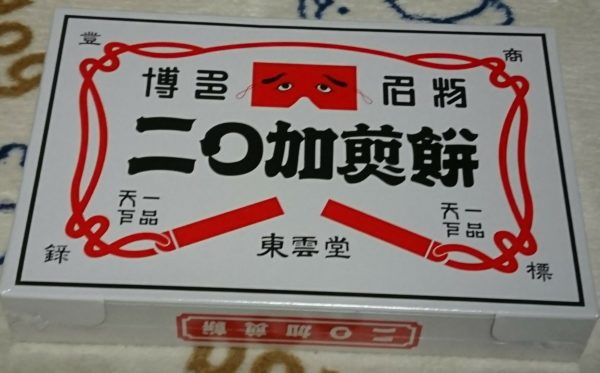 登録商標
博多名物
二〇加煎餅
天下一品
天下一品
東雲堂
二〇加煎餅